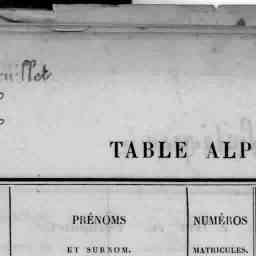 TABLE ALP
PRÉNOMS
ET SURNOM.
NUMÉROS
MATRICULES.